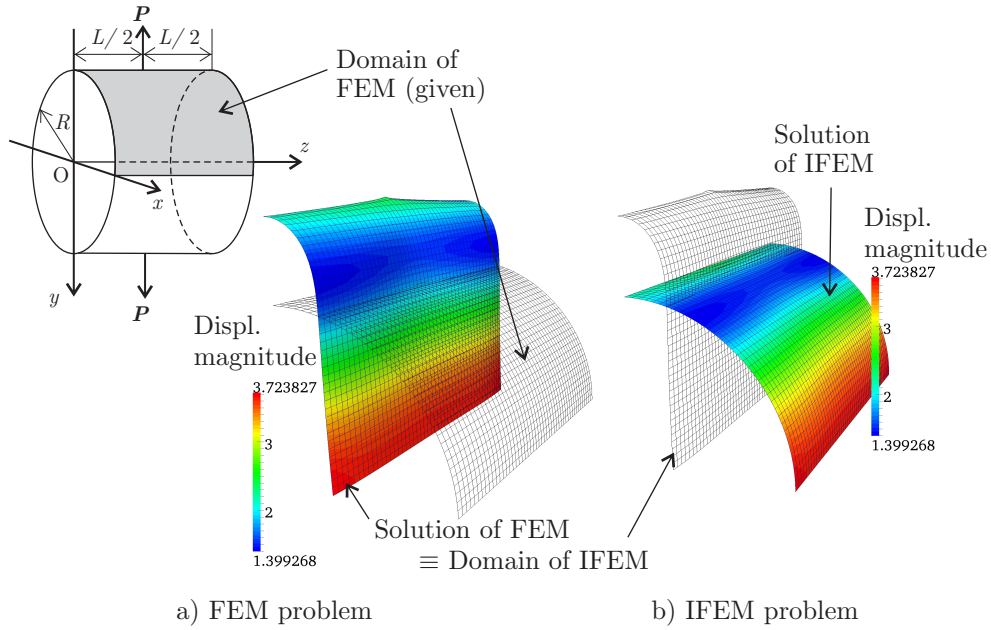 P
L/ 2
L/ 2
R
O
z
x
y
P
Domain of
FEM (given)
Solution
of IFEM
Displ.
magnitude
3.723827
3
2
1.399268
Displ.
magnitude
3.723827
3
2
1.399268
Solution of FEM
≡ Domain of IFEM
a) FEM problem
b) IFEM problem